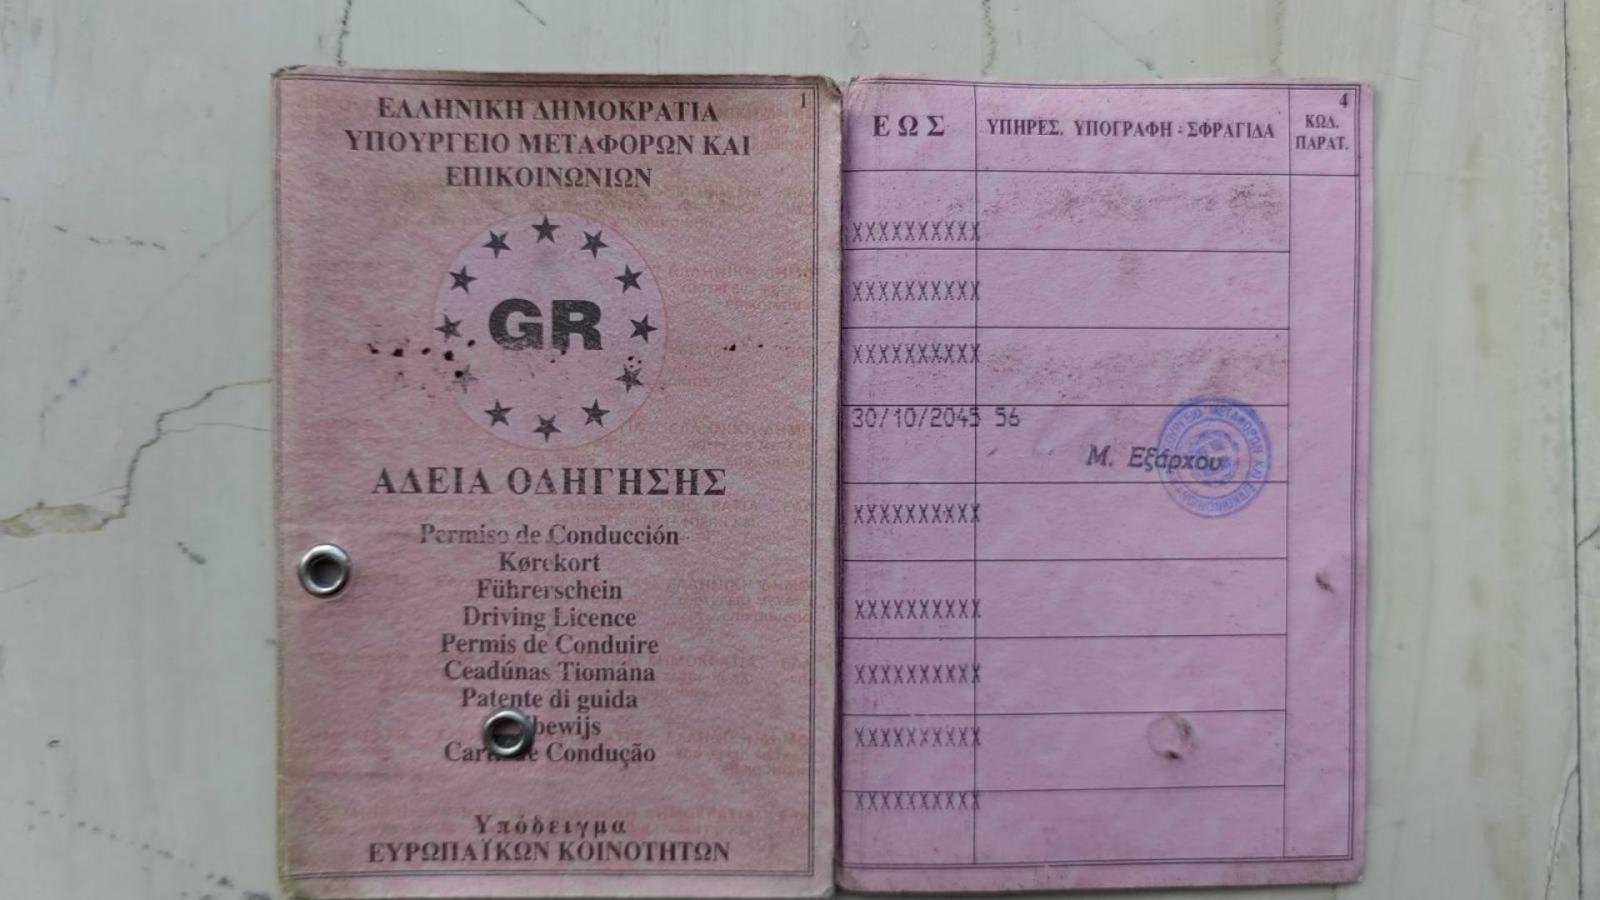 1
ΕΛΛΗΝΙΚΗ ΔΗΜΟΚΡΑΤΙΑ
ΥΠΟΥΡΓΕΙΟ ΜΕΤΑΦΟΡΩΝ ΚΑΙ
ΕΠΙΚΟΙΝΩΝΙΩΝ
GR
ΑΔΕΙΑ ΟΔΗΓΗΣΗΣ
Permiso de Conducción
Kørekort
Führerschein
Driving Licence
Permis de Conduire
Ceadúnas Tiomána
Patente di guida
Condução
Υπόδειγμα
ΕΥΡΩΠΑΪΚΩΝ ΚΟΙΝΟΤΗΤΩΝ
4
ΕΩΣ ΥΠΗΡΕΣ. ΥΠΟΓΡΑΦΗ - ΣΦΡΑΓΙΔΑ ΚΩΔ.
ΠΑΡΑΤ.
XXXXXXXXXX
XXXXXXXXXX
XXXXXXXXXX
30/10/2045 56
Μ. Εξάρχου
XXXXXXXXXX
XXXXXXXXXX
XXXXXXXXXX
XXXXXXXXXX
XXXXXXXXXX